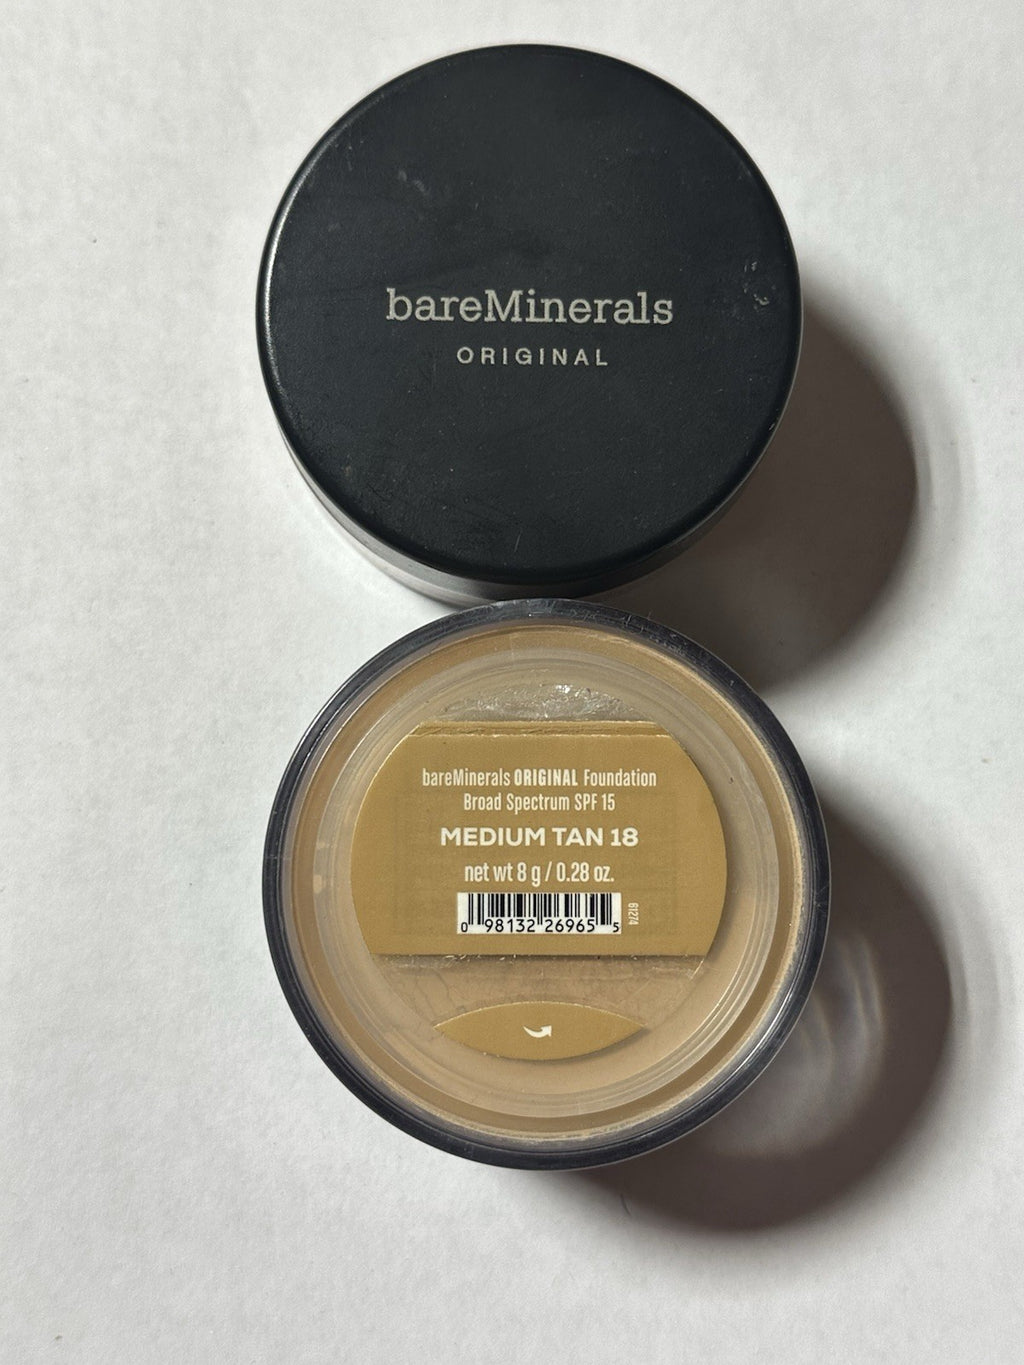 bareMinerals
ORIGINAL
bareMinerals ORIGINAL Foundation
Broad Spectrum SPF 15
MEDIUM TAN 18
net wt 8 g / 0.28 oz.
61274
0 98132 26965 5